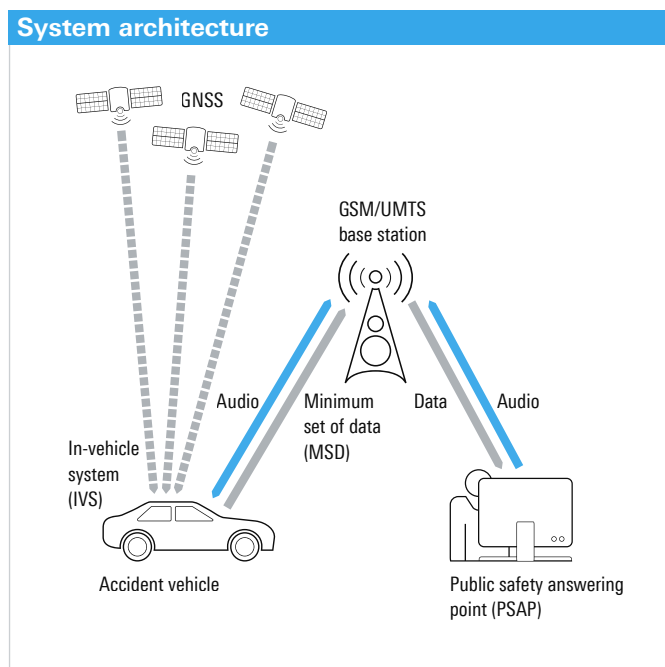 System architecture
GNSS
GSM/UMTS
base station
Audio
Minimum
set of data
(MSD)
Data
Audio
In-vehicle
system
(IVS)
Accident vehicle
Public safety answering
point (PSAP)